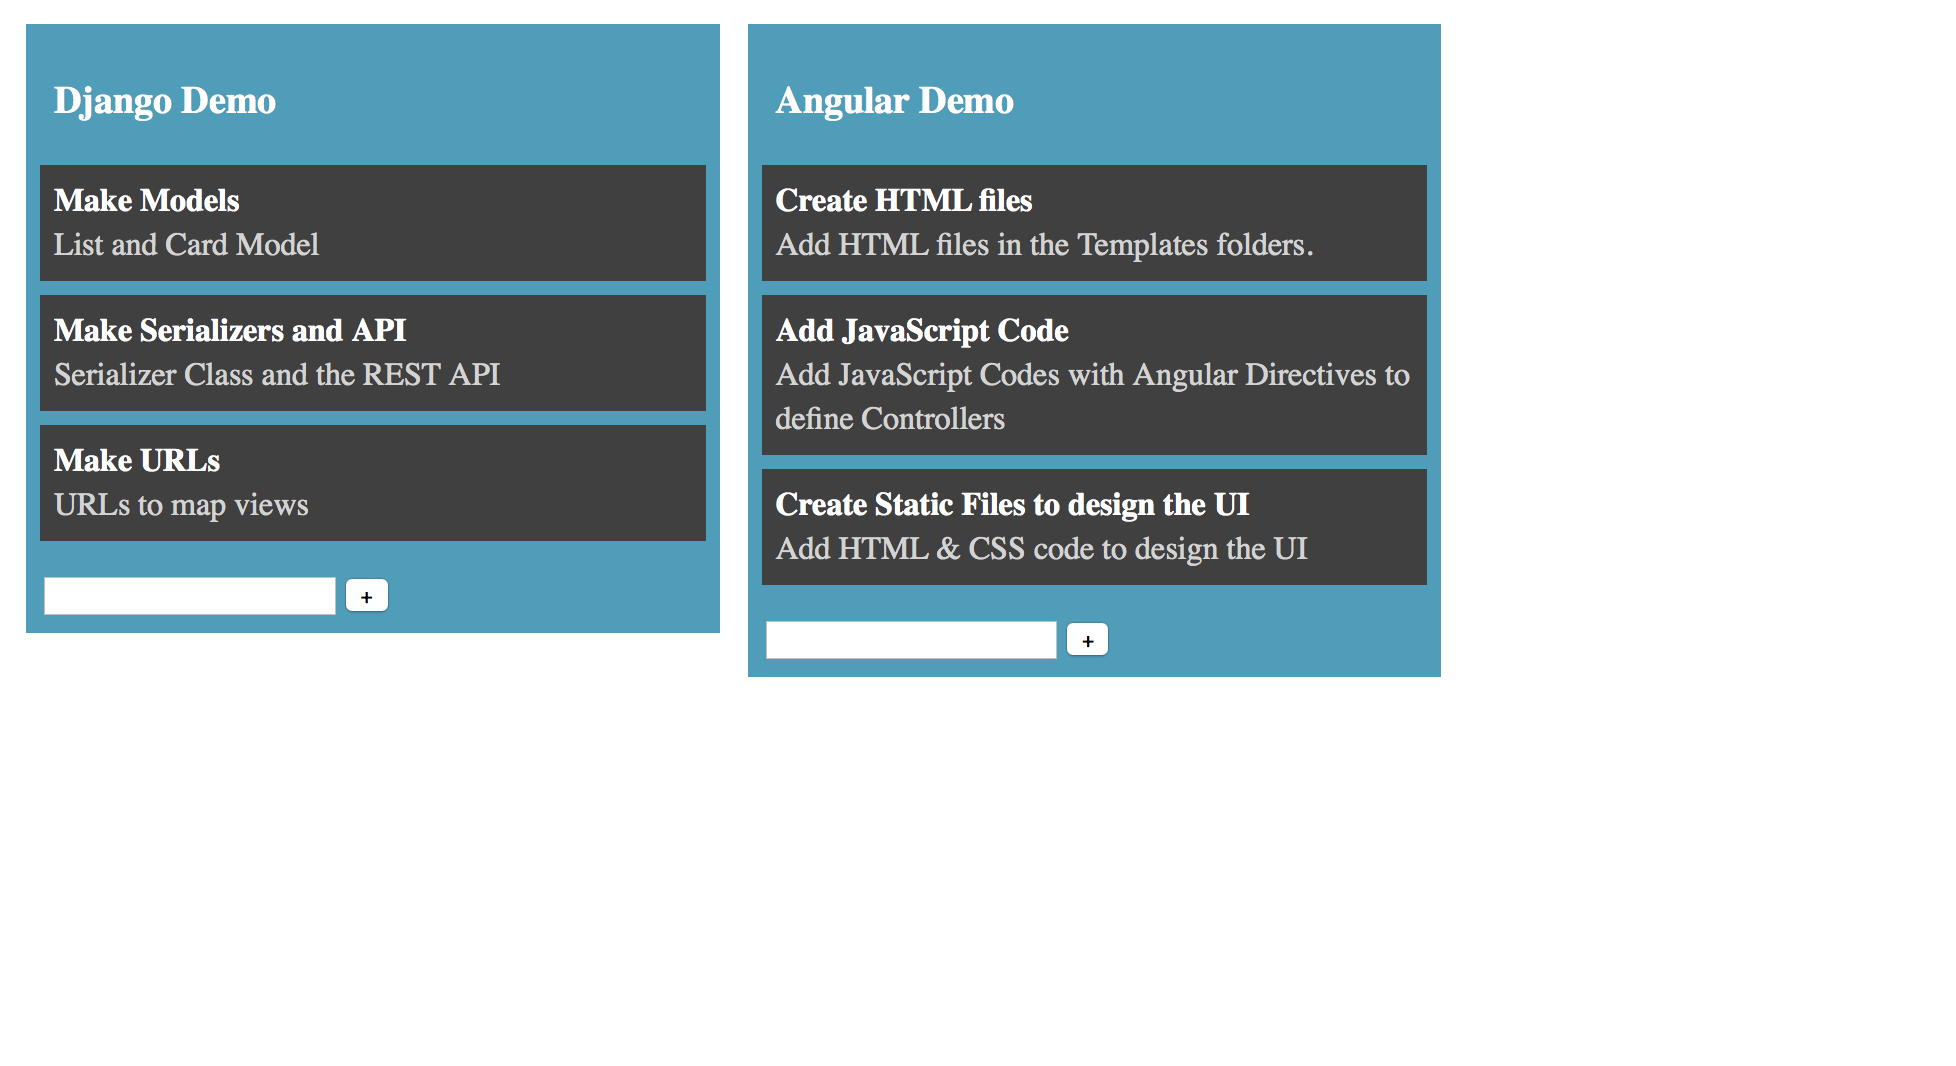 Django Demo
Make Models
List and Card Model
Make Serializers and API
Serializer Class and the REST API
Make URLs
URLs to map views
+
Angular Demo
Create HTML files
Add HTML files in the Templates folders.
Add JavaScript Code
Add JavaScript Codes with Angular Directives to
define Controllers
Create Static Files to design the UI
Add HTML & CSS code to design the UI
+